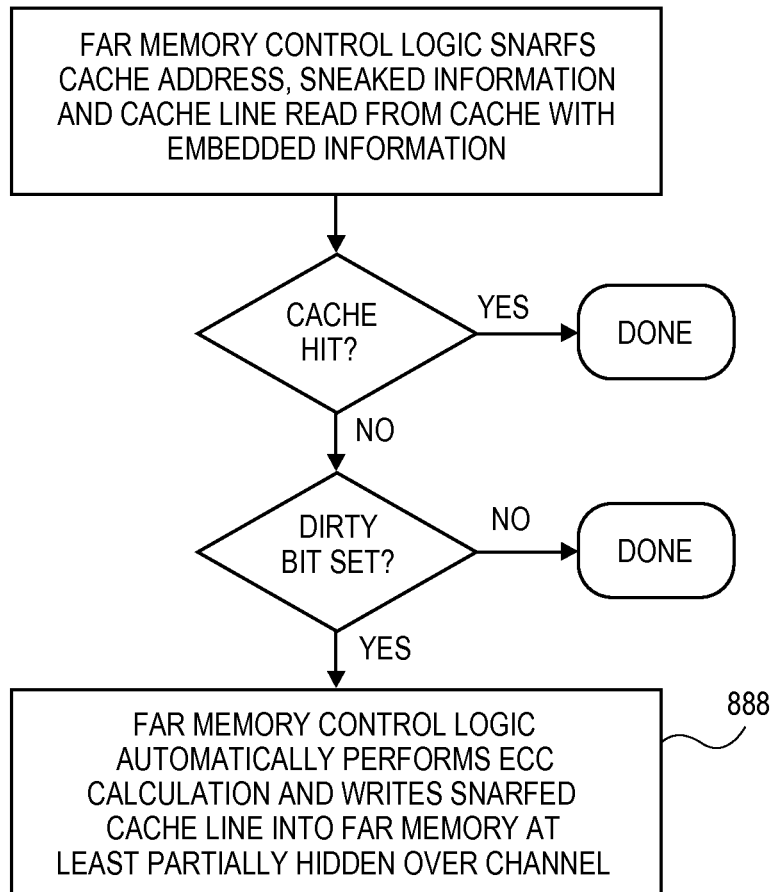 FAR MEMORY CONTROL LOGIC SNARFS
CACHE ADDRESS, SNEAKED INFORMATION
AND CACHE LINE READ FROM CACHE WITH
EMBEDDED INFORMATION
CACHE
HIT?
YES
DONE
NO
DIRTY
BIT SET?
NO
DONE
YES
FAR MEMORY CONTROL LOGIC
AUTOMATICALLY PERFORMS ECC
CALCULATION AND WRITES SNARFED
CACHE LINE INTO FAR MEMORY AT
LEAST PARTIALLY HIDDEN OVER CHANNEL
888